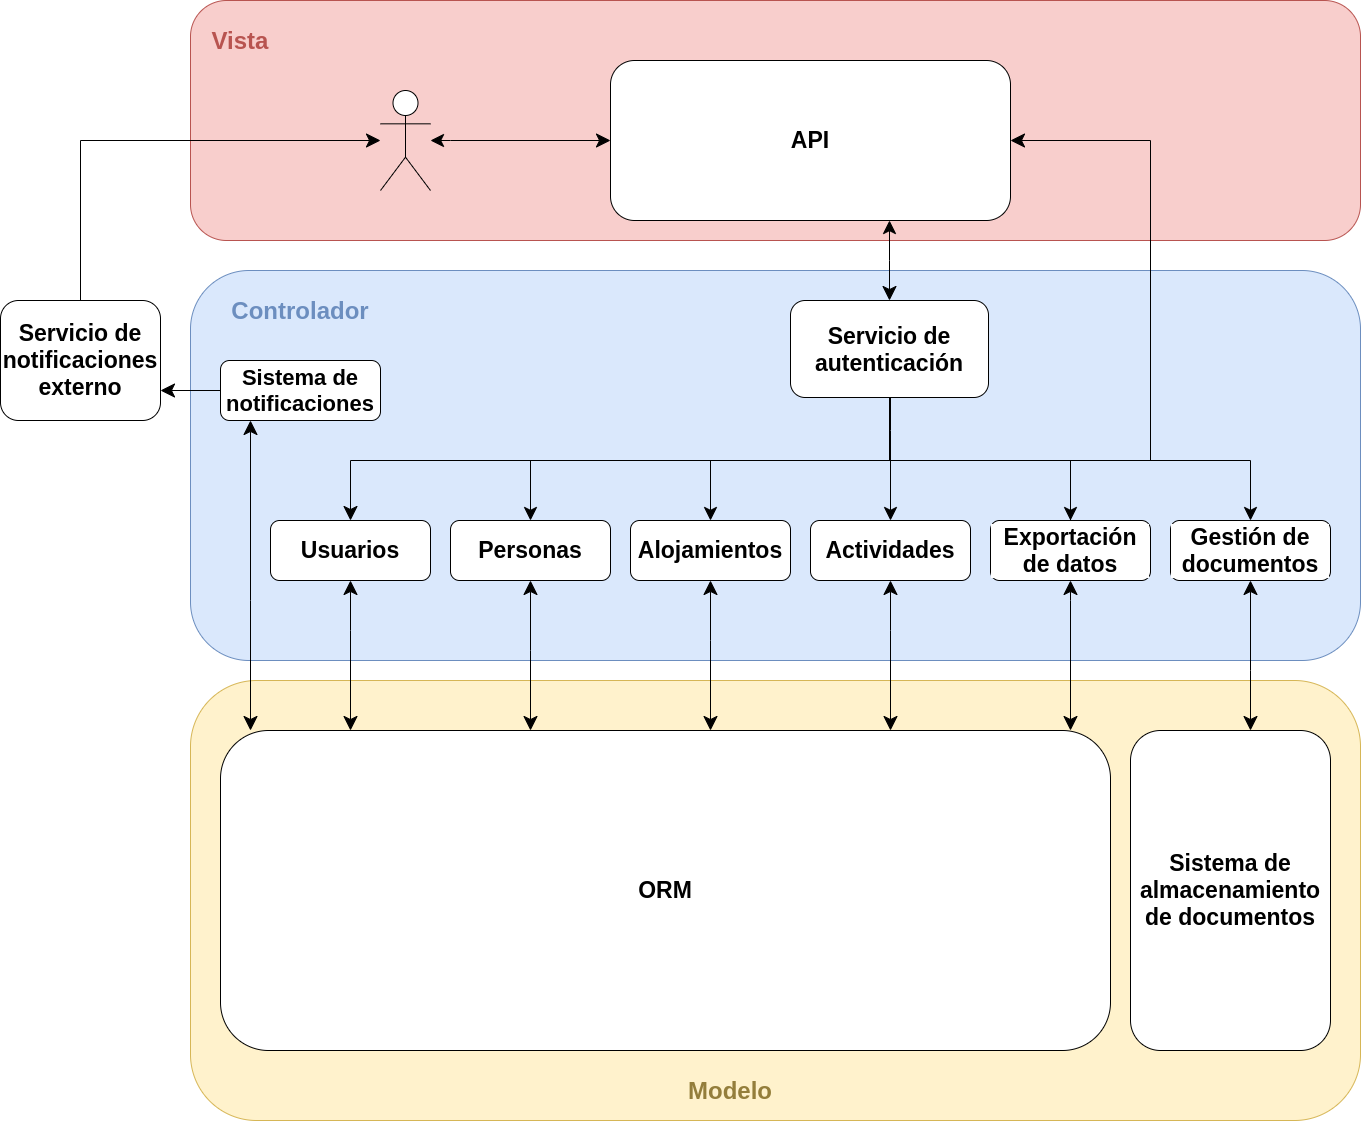 Vista
API
Controlador
Servicio de
notificaciones
externo
Servicio de
autenticación
Sistema de
notificaciones
Usuarios
Personas
Alojamientos
Actividades
Exportación
de datos
Gestión de
documentos
ORM
Sistema de
almacenamiento
de documentos
Modelo